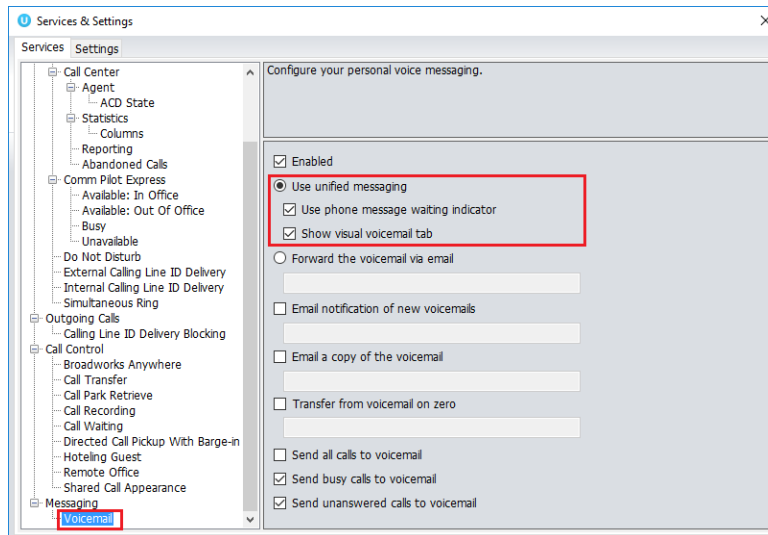 Services & Settings
Services Settings
Call Center
Agent
ACD State
Statistics
Columns
Reporting
Abandoned Calls
Comm Pilot Express
Available: In Office
Available: Out Of Office
Busy
Unavailable
Do Not Disturb
External Calling Line ID Delivery
Internal Calling Line ID Delivery
Simultaneous Ring
Outgoing Calls
Calling Line ID Delivery Blocking
Call Control
Broadworks Anywhere
Call Transfer
Call Park Retrieve
Call Recording
Call Waiting
Directed Call Pickup With Barge-in
Hoteling Guest
Remote Office
Shared Call Appearance
Messaging
Voicemail
Configure your personal voice messaging.
Enabled
Use unified messaging
Use phone message waiting indicator
Show visual voicemail tab
Forward the voicemail via email
Email notification of new voicemails
Email a copy of the voicemail
Transfer from voicemail on zero
Send all calls to voicemail
Send busy calls to voicemail
Send unanswered calls to voicemail